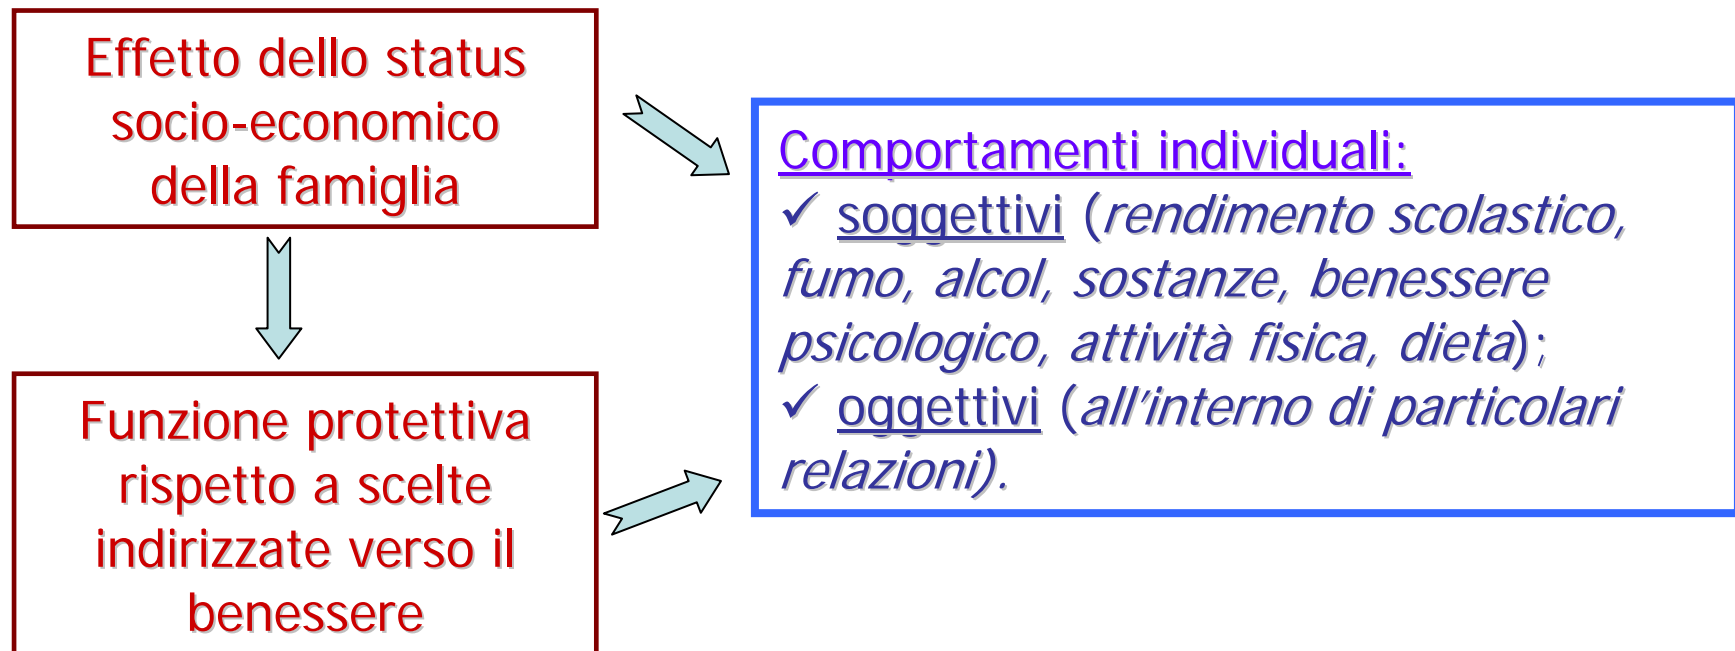 Effetto dello status
socio-economico
della famiglia
Funzione protettiva
rispetto a scelte
indirizzate verso il
benessere
Comportamenti individuali:
✓ soggettivi (rendimento scolastico,
fumo, alcol, sostanze, benessere
psicologico, attività fisica, dieta);
✓ oggettivi (all'interno di particolari
relazioni).